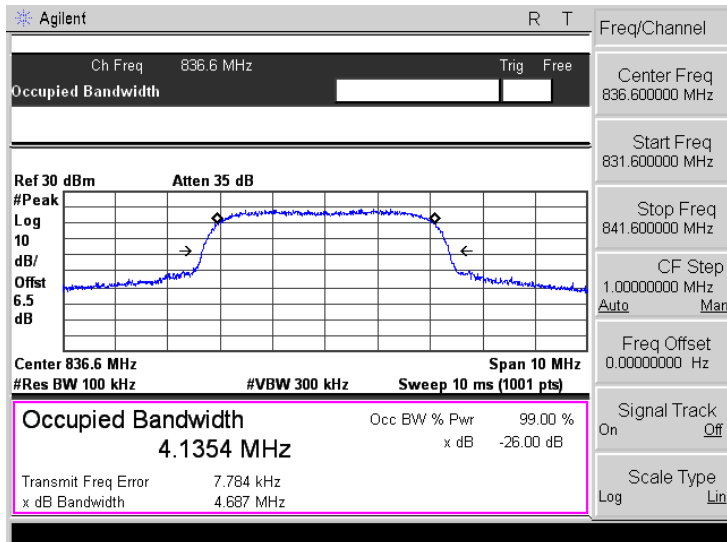 Agilent
R T
Freq/Channel
Ch Freq 836.6 MHz Trig Free
Occupied Bandwidth
Center Freq
836.600000 MHz
Start Freq
831.600000 MHz
Stop Freq
841.600000 MHz
CF Step
1.00000000 MHz
Auto Man
Freq Offset
0.00000000 Hz
Signal Track
On Off
Scale Type
Log Lin
Ref 30 dBm Atten 35 dB
#Peak
Log
10
dB/
Offst
6.5
dB
Center 836.6 MHz Span 10 MHz
#Res BW 100 kHz #VBW 300 kHz Sweep 10 ms (1001 pts)
Occupied Bandwidth
4.1354 MHz
Occ BW % Pwr 99.00 %
x dB -26.00 dB
Transmit Freq Error 7.784 kHz
x dB Bandwidth 4.687 MHz